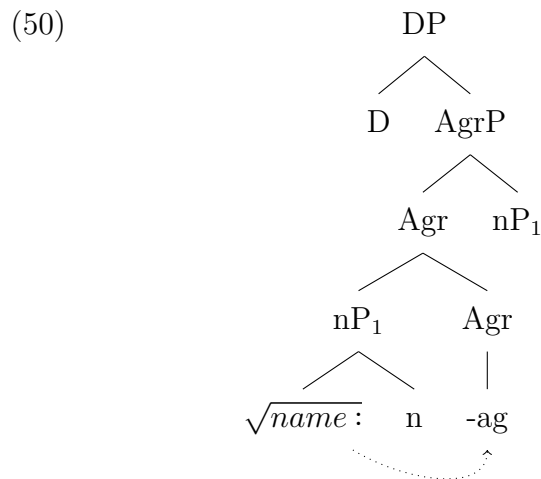 (50) DP
D AgrP
Agr nP₁
nP₁ Agr
√name: n -ag